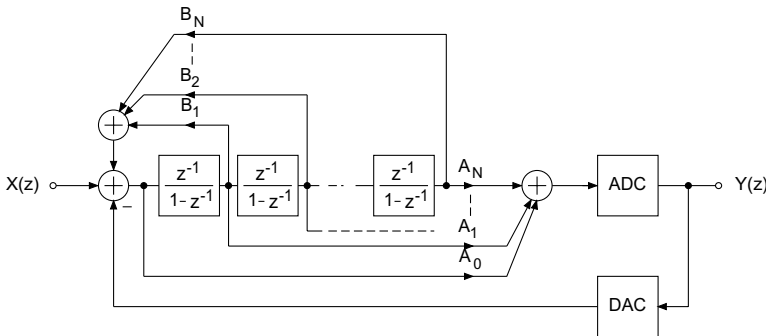 B_N
B_2
B_1
X(z)
z^-1
1-z^-1
z^-1
1-z^-1
z^-1
1-z^-1
A_N
A_1
A_0
ADC
Y(z)
DAC